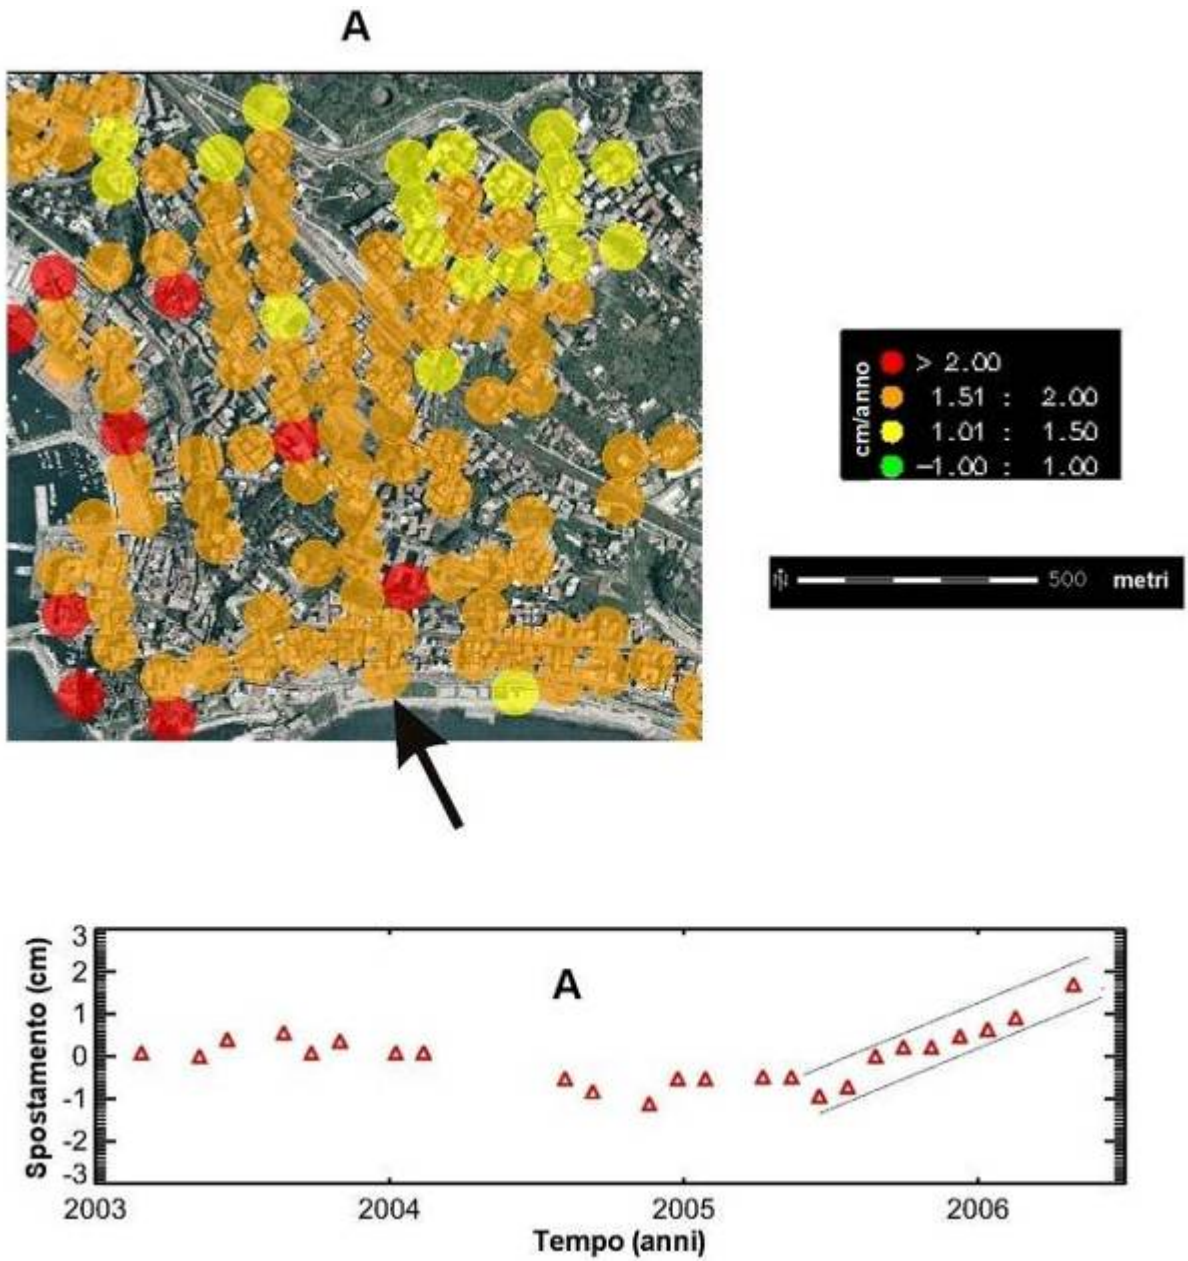 A
cm/anno
> 2.00
1.51 : 2.00
1.01 : 1.50
-1.00 : 1.00
500 metri
A
Spostamento (cm)
3
2
1
0
-1
-2
-3
2003 2004 2005 2006
Tempo (anni)